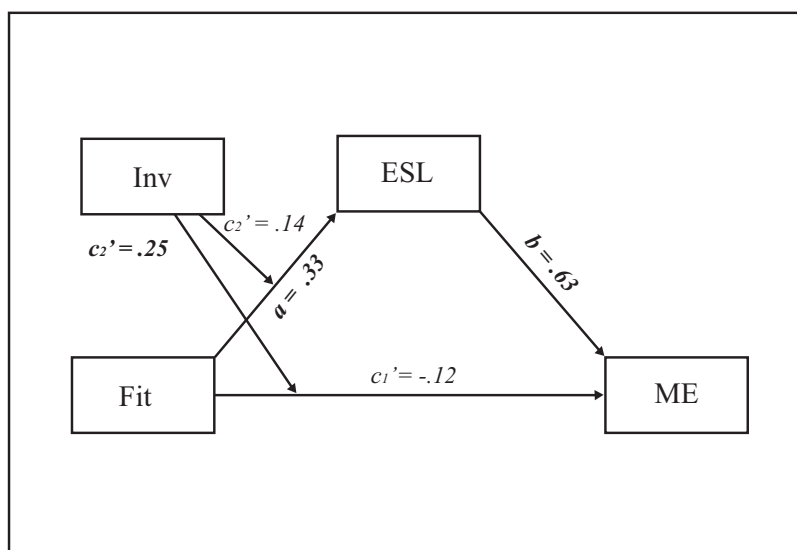 Inv
ESL
c₂’ = .14
c₂’ = .25
a = .33
b = .63
Fit
c₁’ = -.12
ME